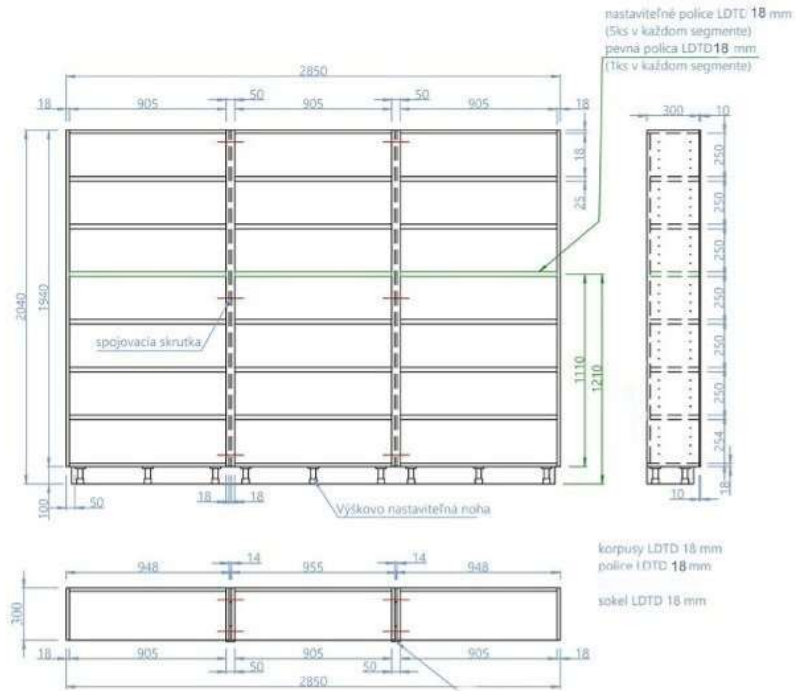 nastaviteľné police LDTD 18 mm
(5ks v každom segmente)
pevná polica LDTD 18 mm
(1ks v každom segmente)
2850
18 905 50 905 50 905 18
300 10
18
25
250
250
250
250
250
250
254
18
10
2040
1940
spojovacia skrutka
1110
1210
100
50
18 18
Výškovo nastaviteľná noha
korpusy LDTD 18 mm
police LDTD 18 mm
sokel LDTD 18 mm
948 14 955 14 948
300
18 905 50 905 50 905 18
2850